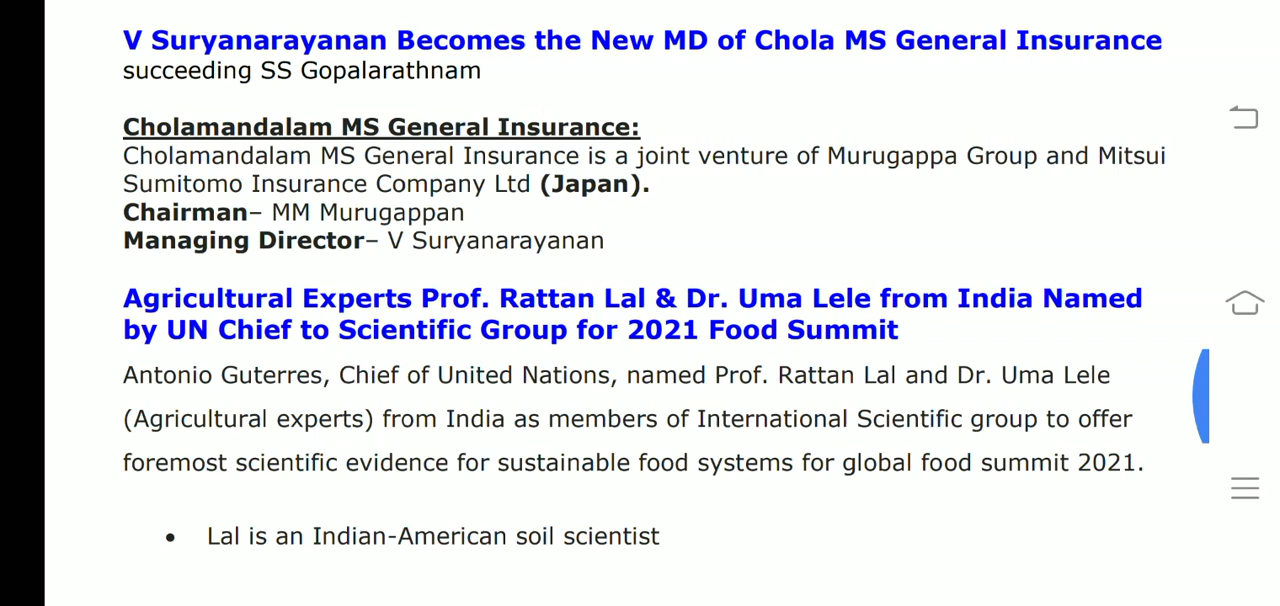 V Suryanarayanan Becomes the New MD of Chola MS General Insurance
succeeding SS Gopalarathnam
Cholamandalam MS General Insurance:
Cholamandalam MS General Insurance is a joint venture of Murugappa Group and Mitsui
Sumitomo Insurance Company Ltd (Japan).
Chairman– MM Murugappan
Managing Director– V Suryanarayanan
Agricultural Experts Prof. Rattan Lal & Dr. Uma Lele from India Named
by UN Chief to Scientific Group for 2021 Food Summit
Antonio Guterres, Chief of United Nations, named Prof. Rattan Lal and Dr. Uma Lele
(Agricultural experts) from India as members of International Scientific group to offer
foremost scientific evidence for sustainable food systems for global food summit 2021.
• Lal is an Indian-American soil scientist